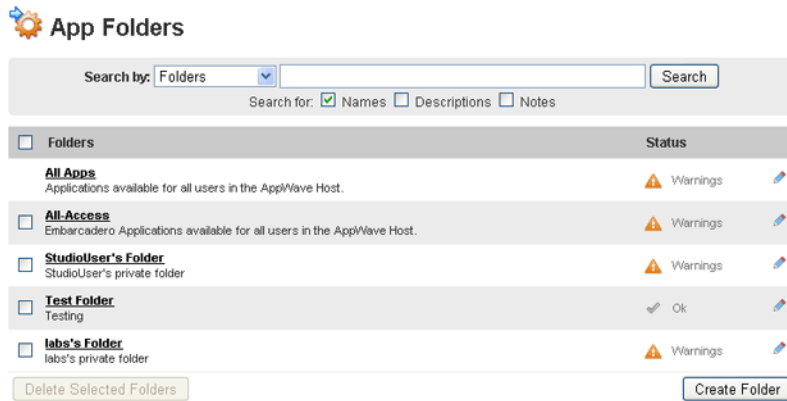 App Folders
Search by: Folders Search
Search for: Names Descriptions Notes
Folders Status
All Apps
Applications available for all users in the AppWave Host.
Warnings
All-Access
Embarcadero Applications available for all users in the AppWave Host.
Warnings
StudioUser's Folder
StudioUser's private folder
Warnings
Test Folder
Testing
Ok
labs's Folder
labs's private folder
Warnings
Delete Selected Folders Create Folder